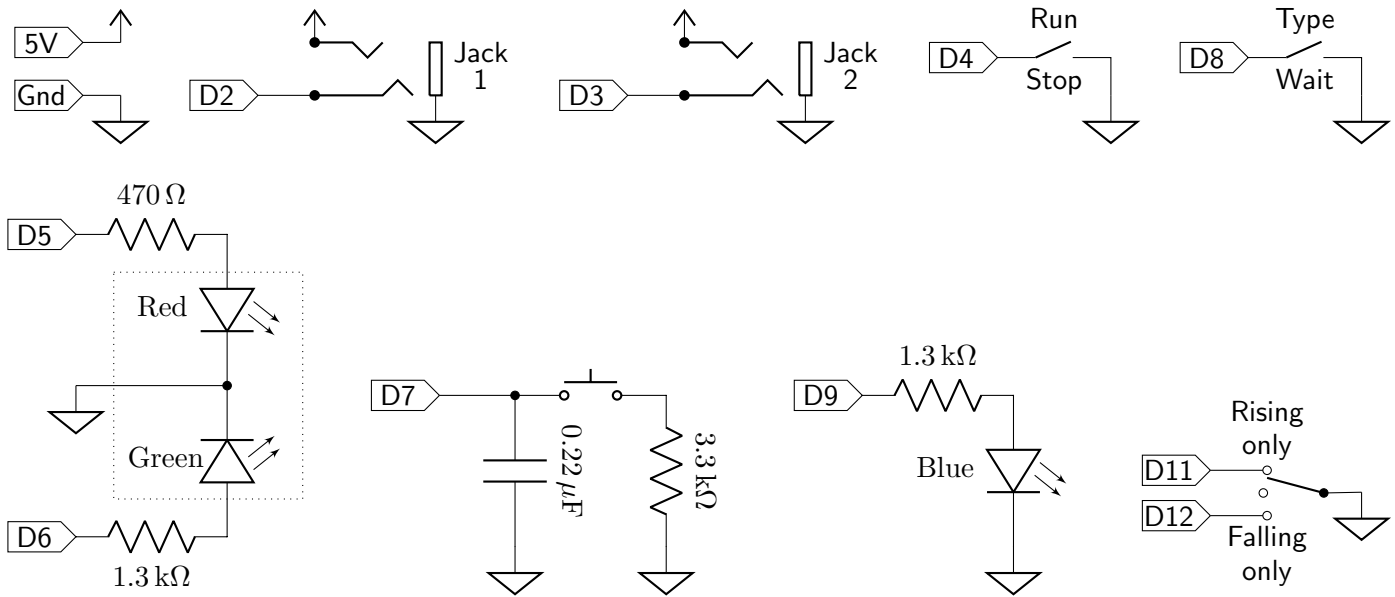 5V
Gnd
D2
Jack
1
D3
Jack
2
D4
Run
Stop
D8
Type
Wait
D5
470 Ω
Red
Green
D6
1.3 kΩ
D7
0.22 µF
3.3 kΩ
D9
1.3 kΩ
Blue
Rising
only
D11
D12
Falling
only